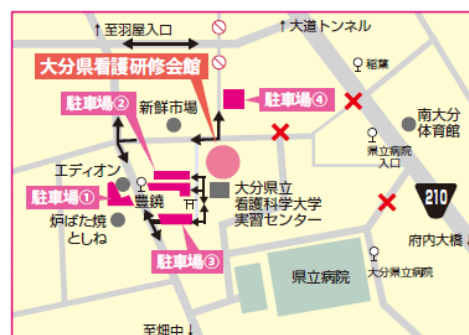 ↑至羽屋入口
↑大道トンネル
大分県看護研修会館
稲葉
駐車場②
新鮮市場
駐車場④
南大分
体育館
県立病院
入口
エディオン
駐車場①
豊鐃
大分県立
看護科学大学
実習センター
210
炉ばた焼
としね
府内大橋↓
駐車場③
県立病院
大分県立病院
至畑中↓